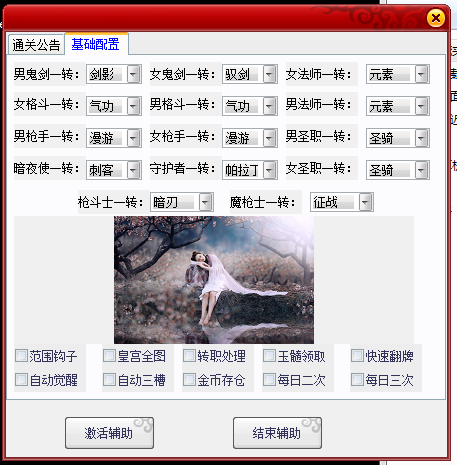 通关公告 基础配置
男鬼剑一转: 剑影 女鬼剑一转: 驭剑 女法师一转: 元素
女格斗一转: 气功 男格斗一转: 气功 男法师一转: 元素
男枪手一转: 漫游 女枪手一转: 漫游 男圣职一转: 圣骑
暗夜使一转: 刺客 守护者一转: 帕拉丁 女圣职一转: 圣骑
枪斗士一转: 暗刃 魔枪士一转: 征战
范围钩子 皇宫全图 转职处理 玉髓领取 快速翻牌
自动觉醒 自动三槽 金币存仓 每日二次 每日三次
激活辅助 结束辅助